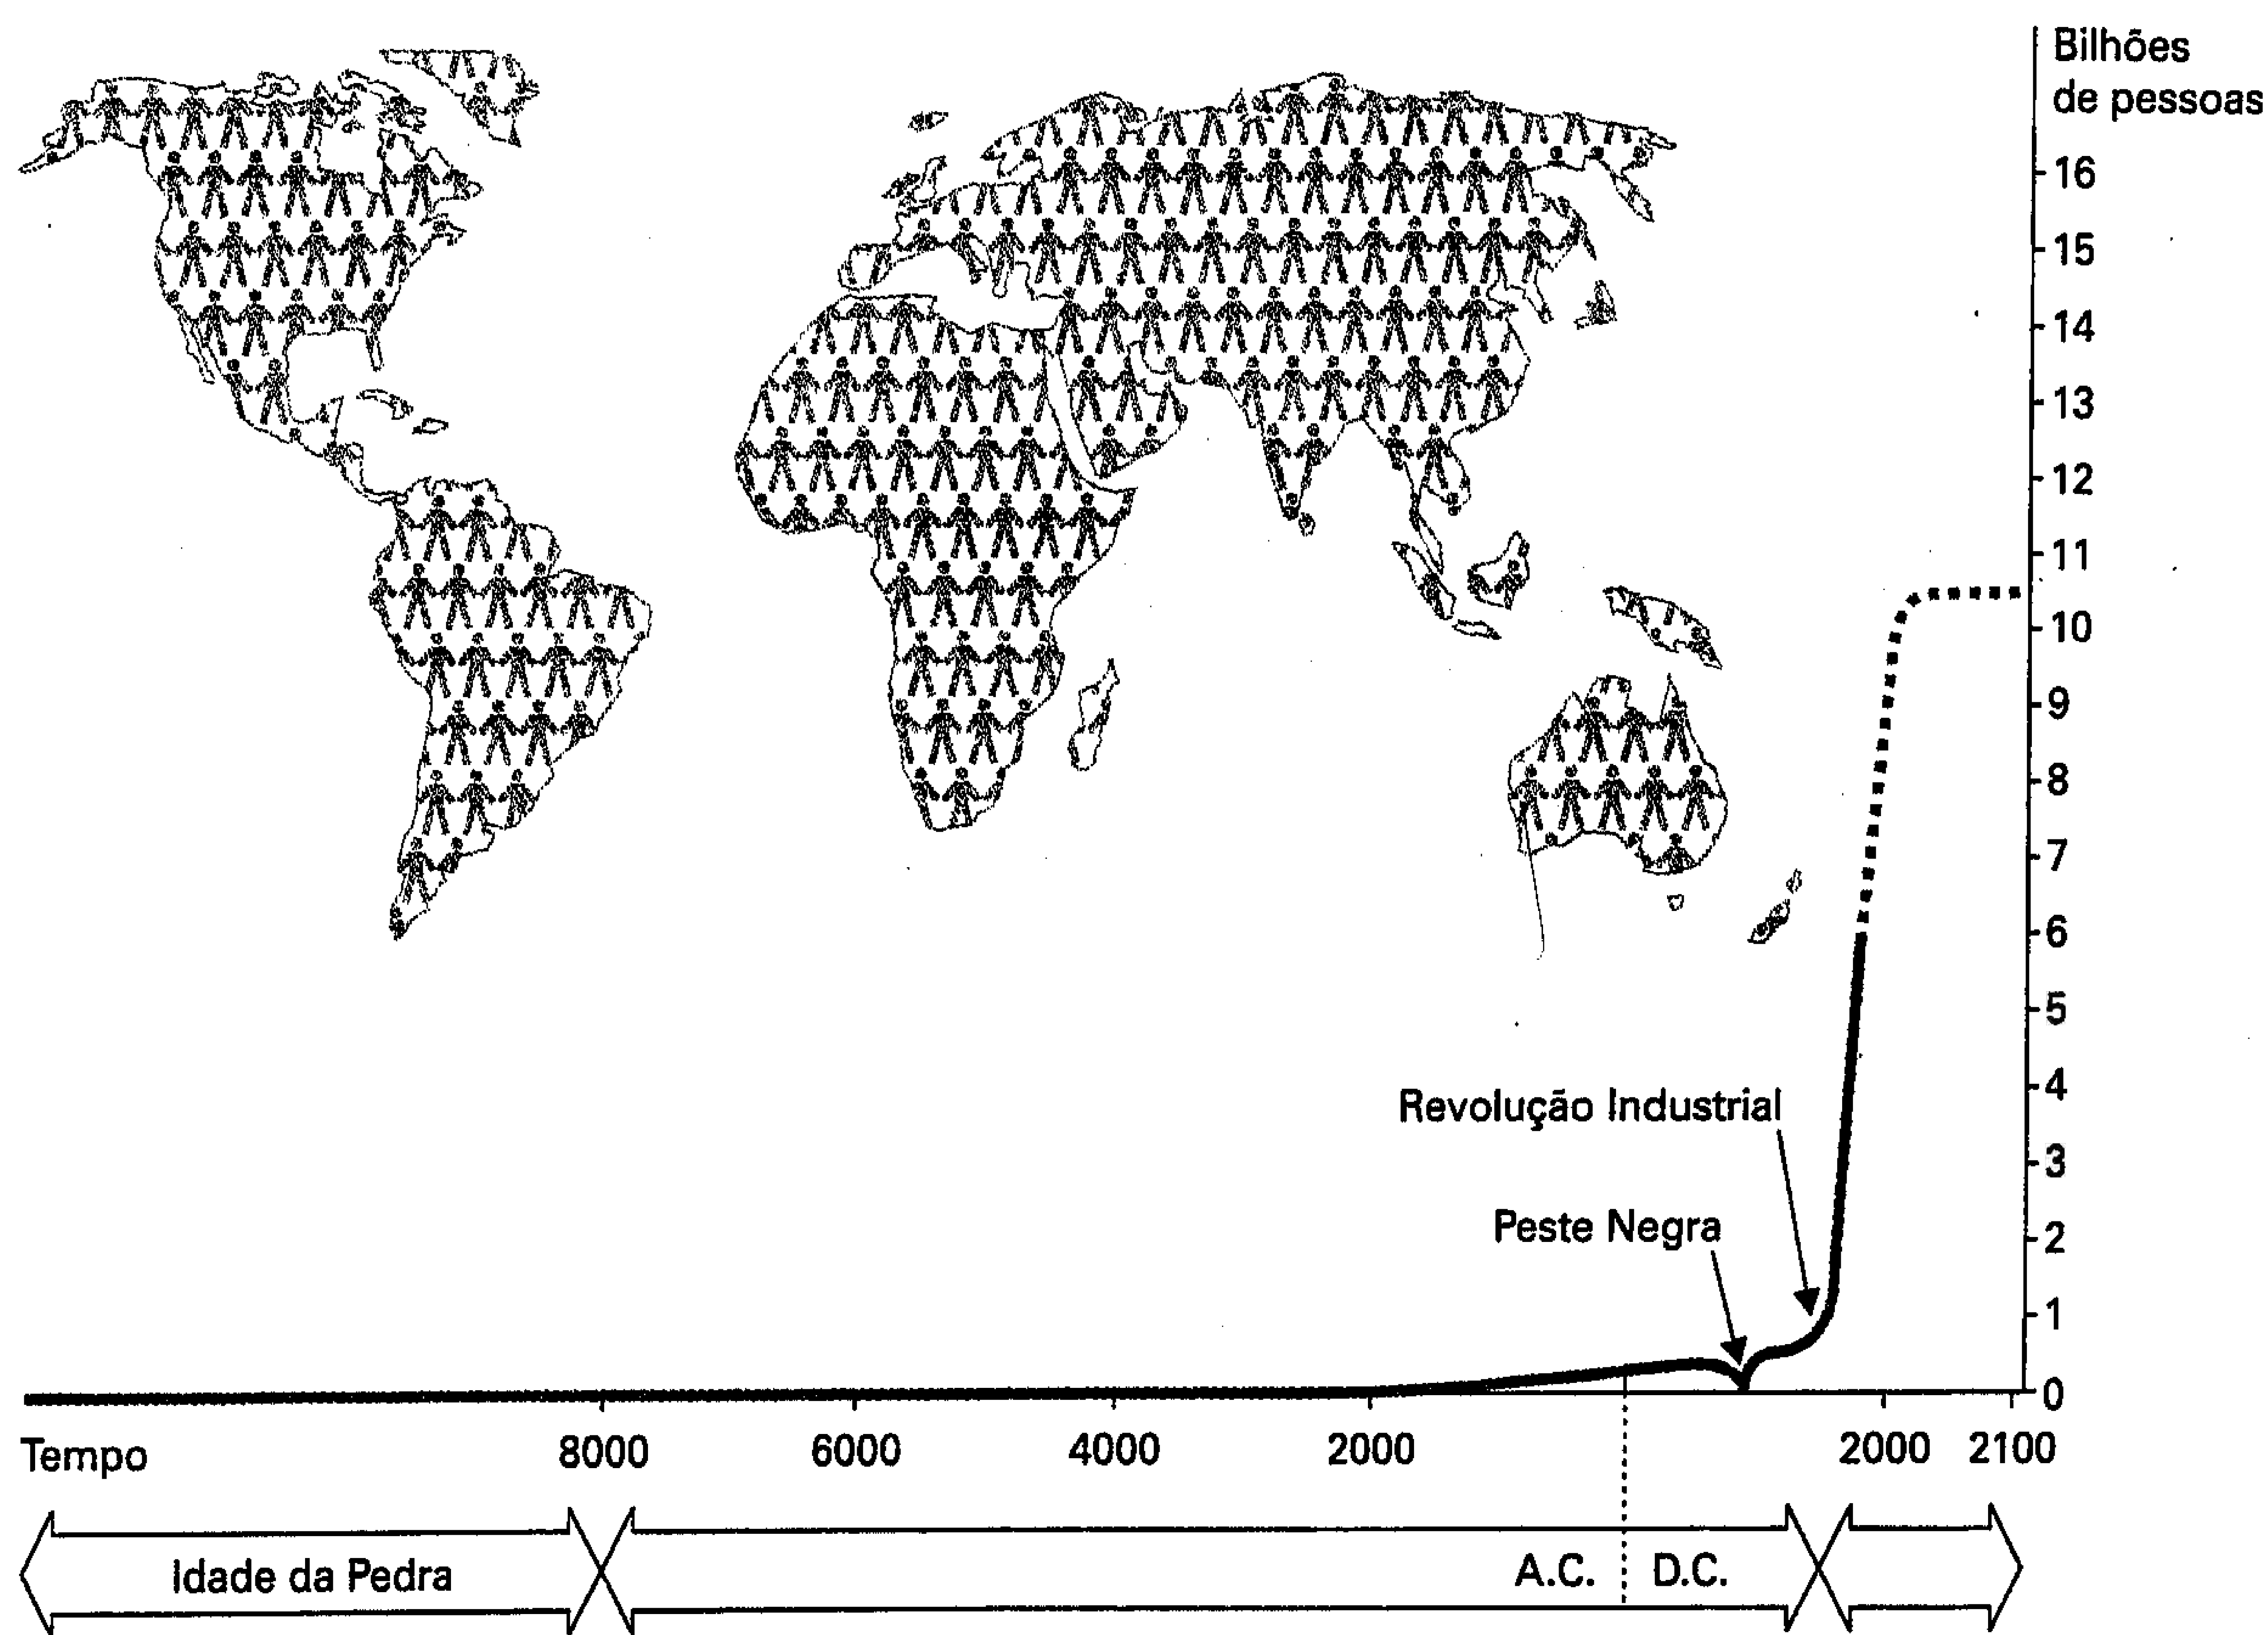 Bilhões
de pessoas
16
15
14
13
12
11
10
9
8
7
6
5
4
Revolução Industrial
3
Peste Negra
2
1
0
Tempo
8000
6000
4000
2000
2000
2100
Idade da Pedra
A.C.
D.C.